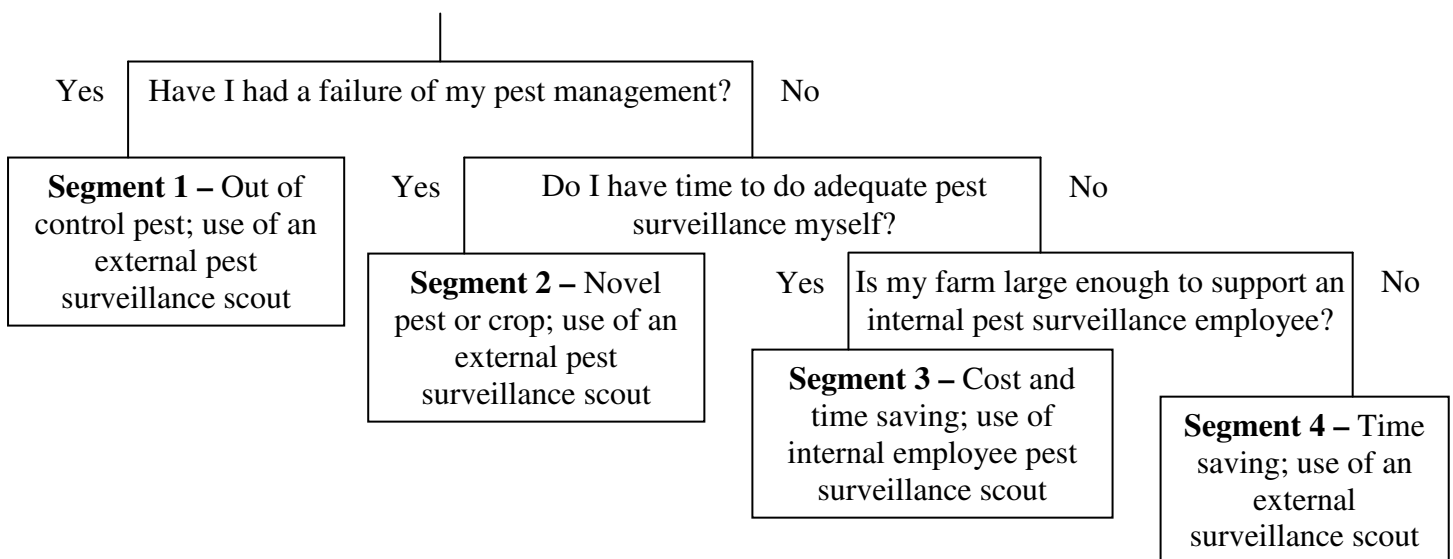 Yes
Have I had a failure of my pest management?
No
Segment 1 – Out of
control pest; use of an
external pest
surveillance scout
Yes
Do I have time to do adequate pest
surveillance myself?
No
Segment 2 – Novel
pest or crop; use of an
external pest
surveillance scout
Yes
Is my farm large enough to support an
internal pest surveillance employee?
No
Segment 3 – Cost and
time saving; use of
internal employee pest
surveillance scout
Segment 4 – Time
saving; use of an
external
surveillance scout